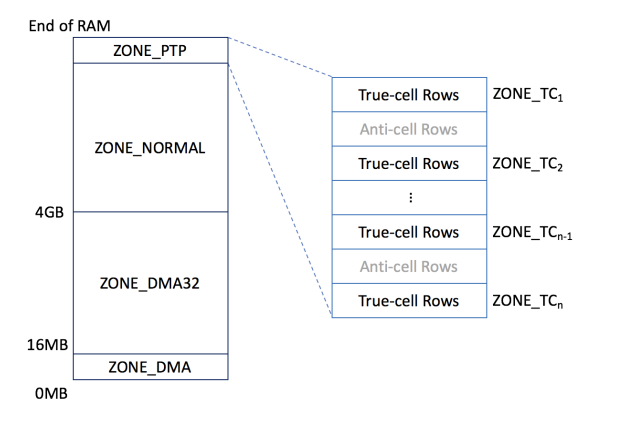 End of RAM
ZONE_PTP
ZONE_NORMAL
4GB
ZONE_DMA32
16MB
ZONE_DMA
0MB
True-cell Rows ZONE_TC1
Anti-cell Rows
True-cell Rows ZONE_TC2
⋮
True-cell Rows ZONE_TCn-1
Anti-cell Rows
True-cell Rows ZONE_TCn